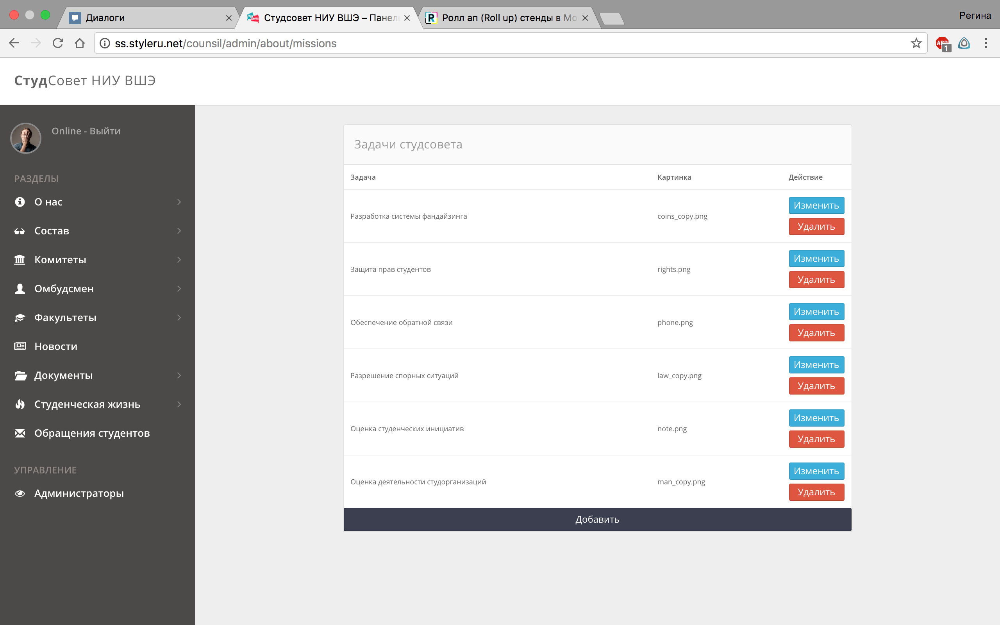 Диалоги
Студсовет НИУ ВШЭ – Панел
Ролл ап (Roll up) стенды в Мо
Регина
ss.styleru.net/counsil/admin/about/missions
ABP
1
СтудСовет НИУ ВШЭ
Online - Выйти
РАЗДЕЛЫ
О нас
Состав
Комитеты
Омбудсмен
Факультеты
Новости
Документы
Студенческая жизнь
Обращения студентов
УПРАВЛЕНИЕ
Администраторы
Задачи студсовета
Задача Картинка Действие
Разработка системы фандайзинга coins_copy.png Изменить
Удалить
Защита прав студентов rights.png Изменить
Удалить
Обеспечение обратной связи phone.png Изменить
Удалить
Разрешение спорных ситуаций law_copy.png Изменить
Удалить
Оценка студенческих инициатив note.png Изменить
Удалить
Оценка деятельности студорганизаций man_copy.png Изменить
Удалить
Добавить